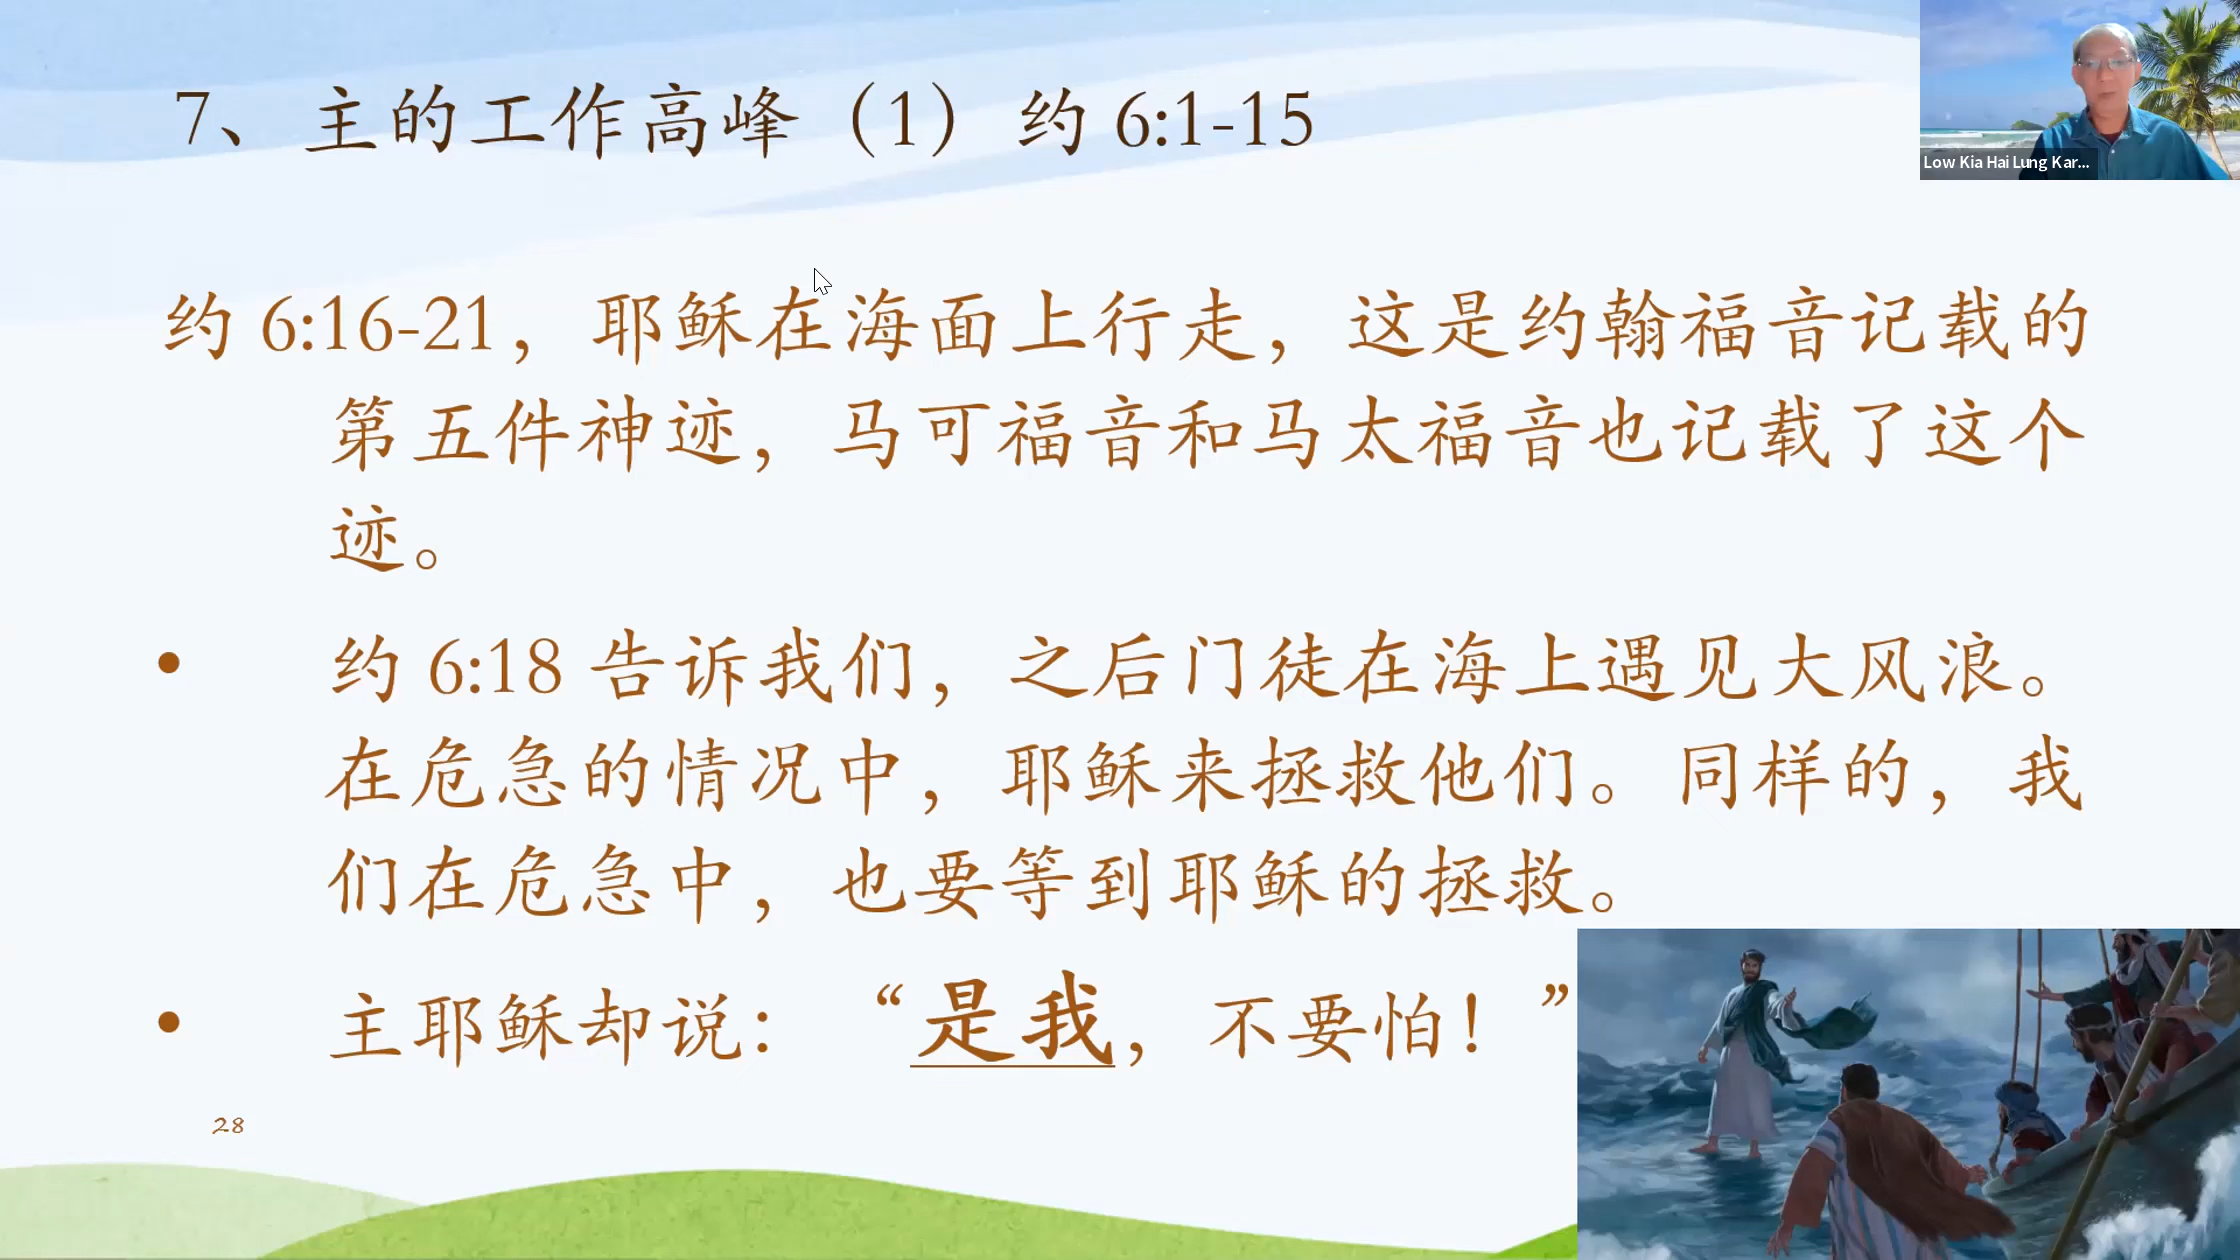 7、主的工作高峰（1） 约 6:1-15
Low Kia Hai Lung Kar...
约 6:16-21，耶稣在海面上行走，这是约翰福音记载的
第五件神迹，马可福音和马太福音也记载了这个
迹。
• 约 6:18 告诉我们，之后门徒在海上遇见大风浪。
在危急的情况中，耶稣来拯救他们。同样的，我
们在危急中，也要等到耶稣的拯救。
• 主耶稣却说：“是我，不要怕！”
28